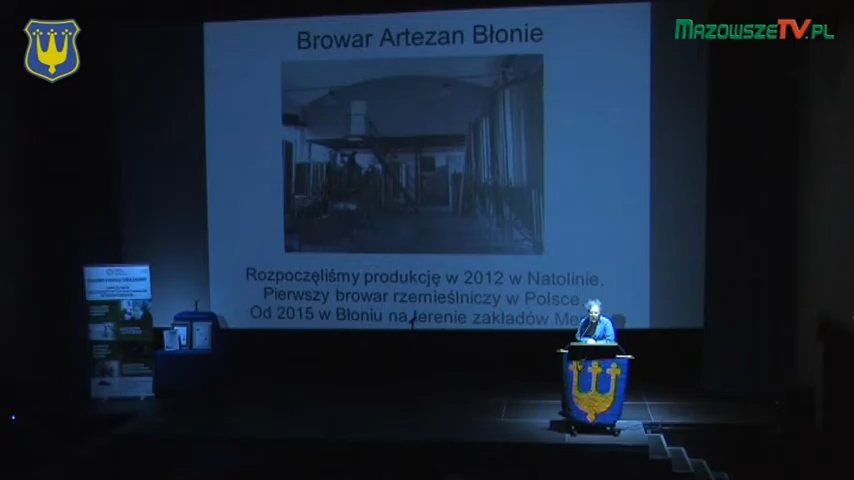 MAZOWSZETV.PL
Browar Artezan Błonie
Rozpoczęliśmy produkcję w 2012 w Natolinie.
Pierwszy browar rzemieślniczy w Polsce
Od 2015 w Błoniu na terenie zakładów